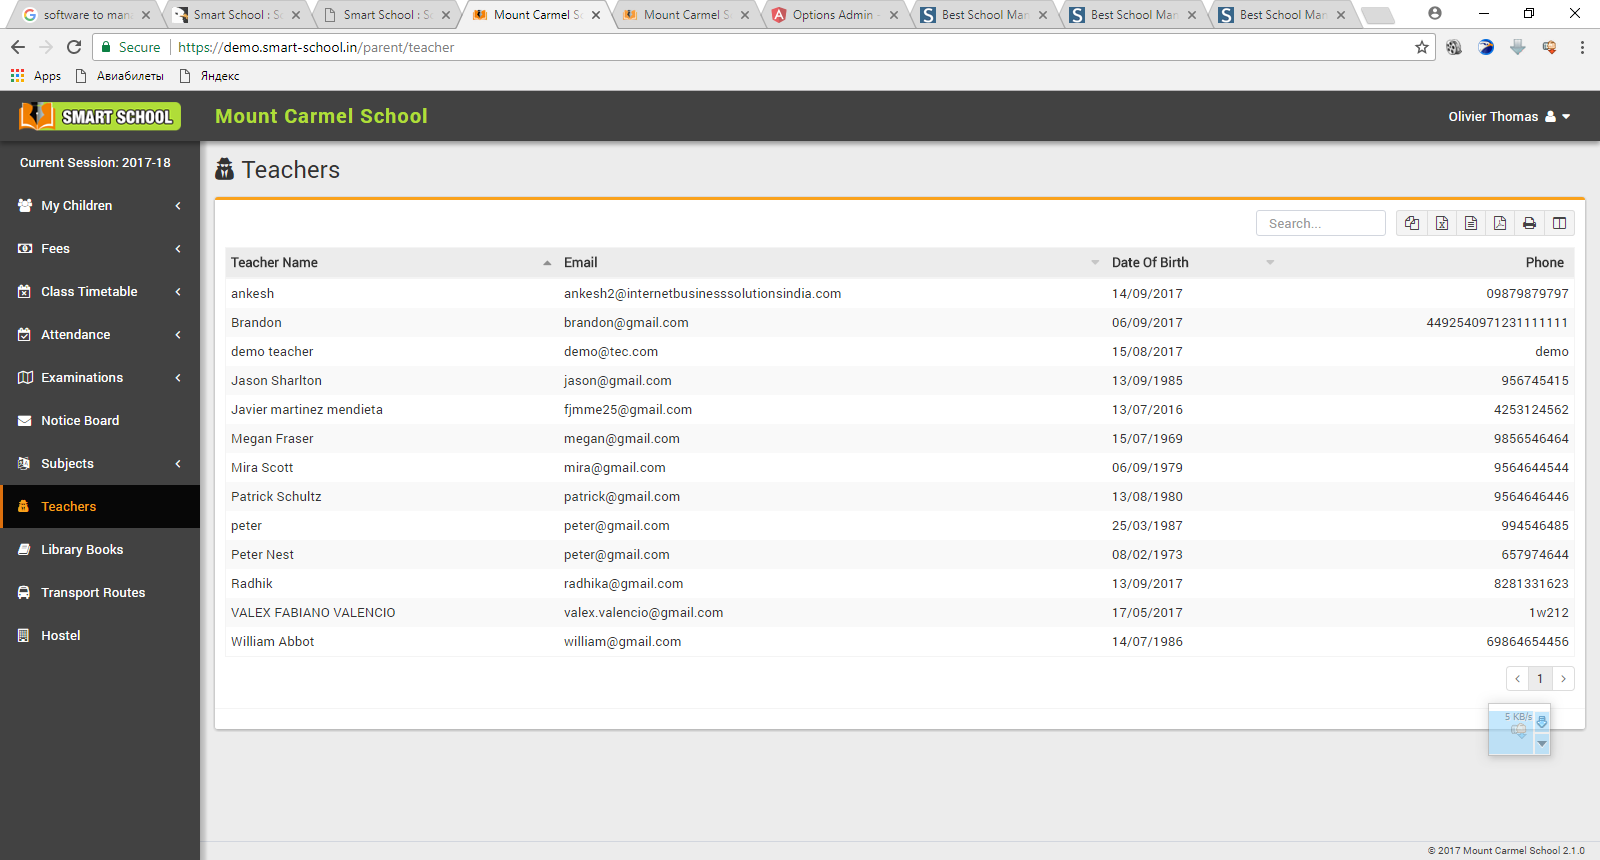 software to mana
Smart School : S
Smart School : S
Mount Carmel S
Mount Carmel S
Options Admin -
Best School Man
Best School Man
Best School Man
Secure
https://demo.smart-school.in/parent/teacher
Apps
Авиабилеты
Яндекс
SMART SCHOOL
Mount Carmel School
Olivier Thomas
Current Session: 2017-18
My Children
Fees
Class Timetable
Attendance
Examinations
Notice Board
Subjects
Teachers
Library Books
Transport Routes
Hostel
Teachers
Search...
Teacher Name Email Date Of Birth Phone
ankesh ankesh2@internetbusinesssolutionsindia.com 14/09/2017 09879879797
Brandon brandon@gmail.com 06/09/2017 4492540971231111111
demo teacher demo@tec.com 15/08/2017 demo
Jason Sharlton jason@gmail.com 13/09/1985 956745415
Javier martinez mendieta fjmme25@gmail.com 13/07/2016 4253124562
Megan Fraser megan@gmail.com 15/07/1969 9856546464
Mira Scott mira@gmail.com 06/09/1979 9564644544
Patrick Schultz patrick@gmail.com 13/08/1980 9564646446
peter peter@gmail.com 25/03/1987 994546485
Peter Nest peter@gmail.com 08/02/1973 657974644
Radhik radhika@gmail.com 13/09/2017 8281331623
VALEX FABIANO VALENCIO valex.valencio@gmail.com 17/05/2017 1w212
William Abbot william@gmail.com 14/07/1986 69864654456
1
5 KB/s
© 2017 Mount Carmel School 2.1.0